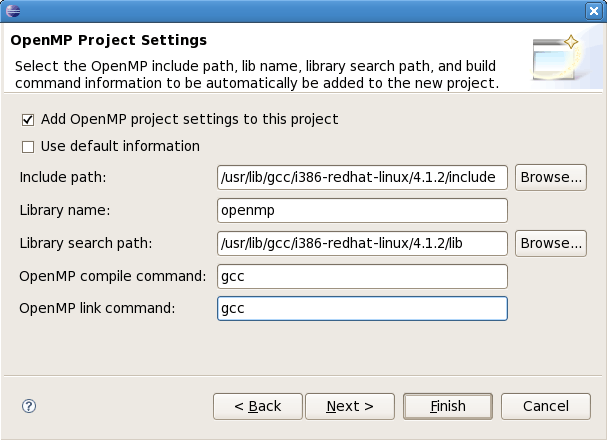 OpenMP Project Settings
Select the OpenMP include path, lib name, library search path, and build
command information to be automatically be added to the new project.
Add OpenMP project settings to this project
Use default information
Include path: /usr/lib/gcc/i386-redhat-linux/4.1.2/include Browse...
Library name: openmp
Library search path: /usr/lib/gcc/i386-redhat-linux/4.1.2/lib Browse...
OpenMP compile command: gcc
OpenMP link command: gcc
? < Back Next > Finish Cancel